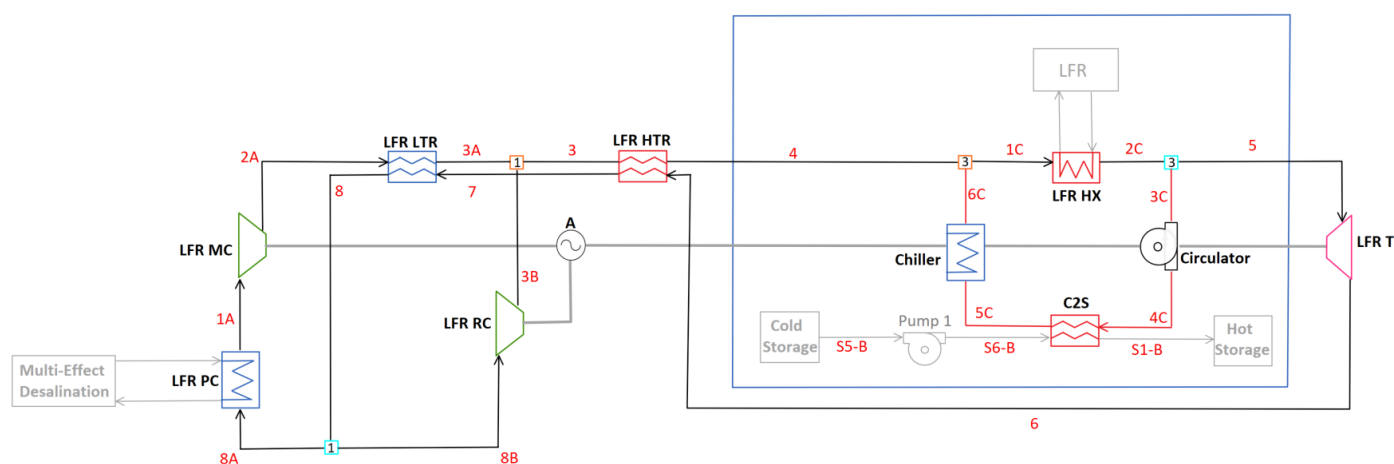 LFR
LFR LTR
LFR HTR
2A
3A
1
3
4
3
1C
2C
3
5
8
7
6C
LFR HX
3C
A
LFR MC
Chiller
Circulator
LFR T
3B
1A
LFR RC
5C
C2S
4C
Cold
Storage
Pump 1
Hot
Storage
S5-B
S6-B
S1-B
Multi-Effect
Desalination
LFR PC
6
1
8A
8B